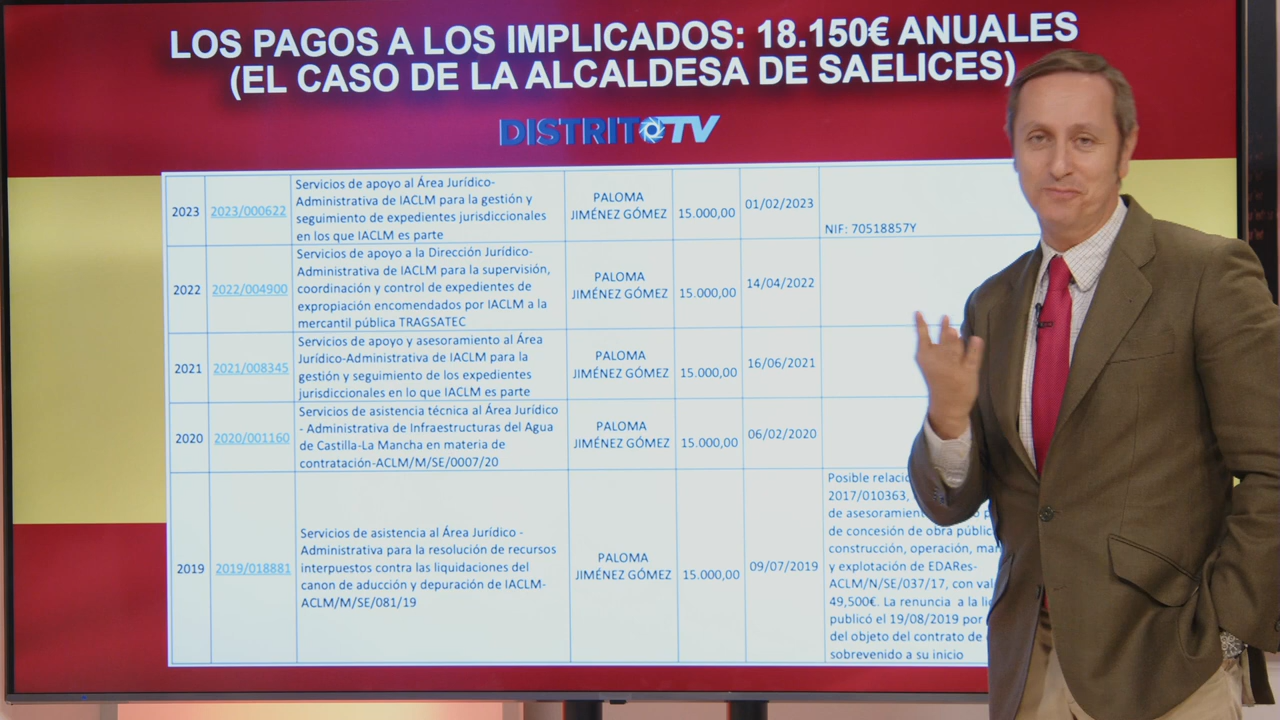 LOS PAGOS A LOS IMPLICADOS: 18.150€ ANUALES
(EL CASO DE LA ALCALDESA DE SAELICES)
DISTRITO TV
2023
2023/000622
Servicios de apoyo al Área Jurídico-
Administrativa de IACLM para la gestión y
seguimiento de expedientes jurisdiccionales
en los que IACLM es parte
PALOMA
JIMÉNEZ GÓMEZ
15.000,00
01/02/2023
NIF: 70518857Y
2022
2022/004900
Servicios de apoyo a la Dirección Jurídico-
Administrativa de IACLM para la supervisión,
coordinación y control de expedientes de
expropiación encomendados por IACLM a la
mercantil pública TRAGSATEC
PALOMA
JIMÉNEZ GÓMEZ
15.000,00
14/04/2022
2021
2021/008345
Servicios de apoyo y asesoramiento al Área
Jurídico-Administrativa de IACLM para la
gestión y seguimiento de los expedientes
jurisdiccionales en lo que IACLM es parte
PALOMA
JIMÉNEZ GÓMEZ
15.000,00
16/06/2021
2020
2020/001160
Servicios de asistencia técnica al Área Jurídico
- Administrativa de Infraestructuras del Agua
de Castilla-La Mancha en materia de
contratación-ACLM/M/SE/0007/20
PALOMA
JIMÉNEZ GÓMEZ
15.000,00
06/02/2020
2019
2019/018881
Servicios de asistencia al Área Jurídico -
Administrativa para la resolución de recursos
interpuestos contra las liquidaciones del
canon de aducción y depuración de IACLM-
ACLM/M/SE/081/19
PALOMA
JIMÉNEZ GÓMEZ
15.000,00
09/07/2019
Posible
2017/010363,
de
de concesión de obra
construcción, operación,
y explotación de EDARes-
ACLM/N/SE/037/17, con
49,500€. La renuncia a la
publicó el 19/08/2019 por
del objeto del contrato de
sobrevenido a su inicio